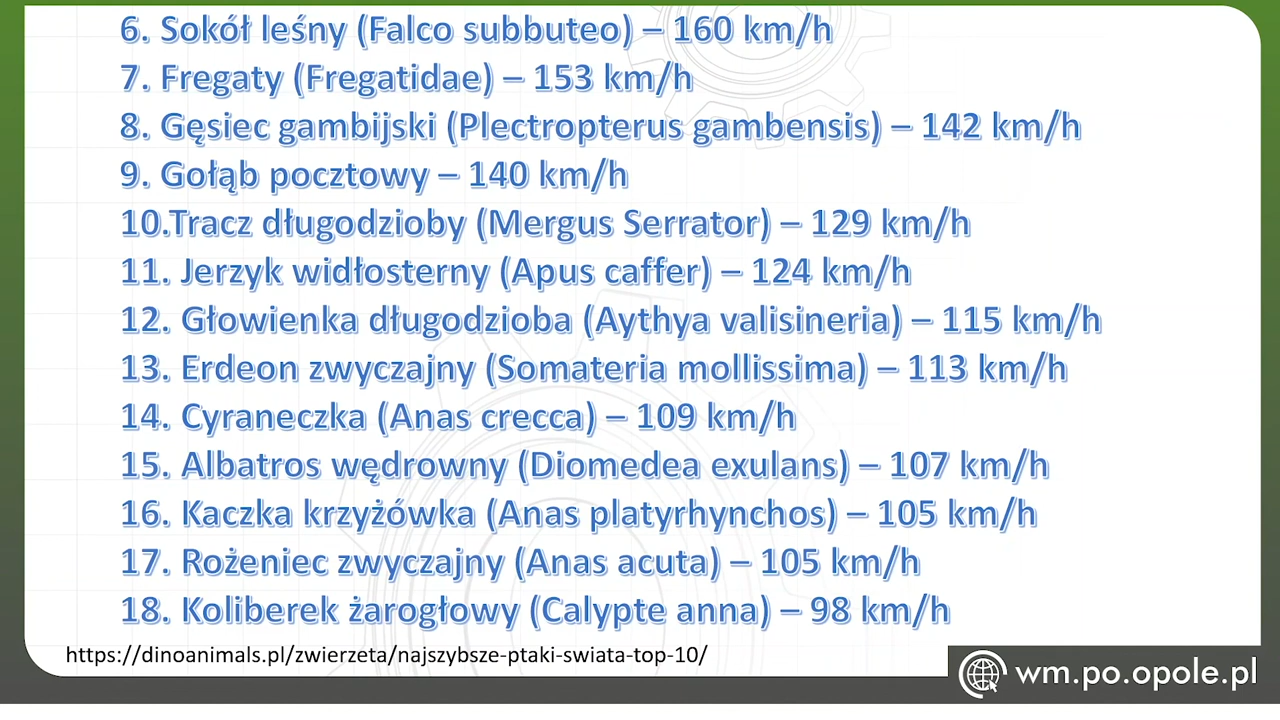 6. Sokół leśny (Falco subbuteo) – 160 km/h
7. Fregaty (Fregatidae) – 153 km/h
8. Gęsiec gambijski (Plectropterus gambensis) – 142 km/h
9. Gołąb pocztowy – 140 km/h
10.Tracz długodzioby (Mergus Serrator) – 129 km/h
11. Jerzyk widłosterny (Apus caffer) – 124 km/h
12. Głowienka długodzioba (Aythya valisineria) – 115 km/h
13. Erdeon zwyczajny (Somateria mollissima) – 113 km/h
14. Cyraneczka (Anas crecca) – 109 km/h
15. Albatros wędrowny (Diomedea exulans) – 107 km/h
16. Kaczka krzyżówka (Anas platyrhynchos) – 105 km/h
17. Rożeniec zwyczajny (Anas acuta) – 105 km/h
18. Koliberek żarogłowy (Calypte anna) – 98 km/h
https://dinoanimals.pl/zwierzeta/najszybsze-ptaki-swiata-top-10/
wm.po.opole.pl